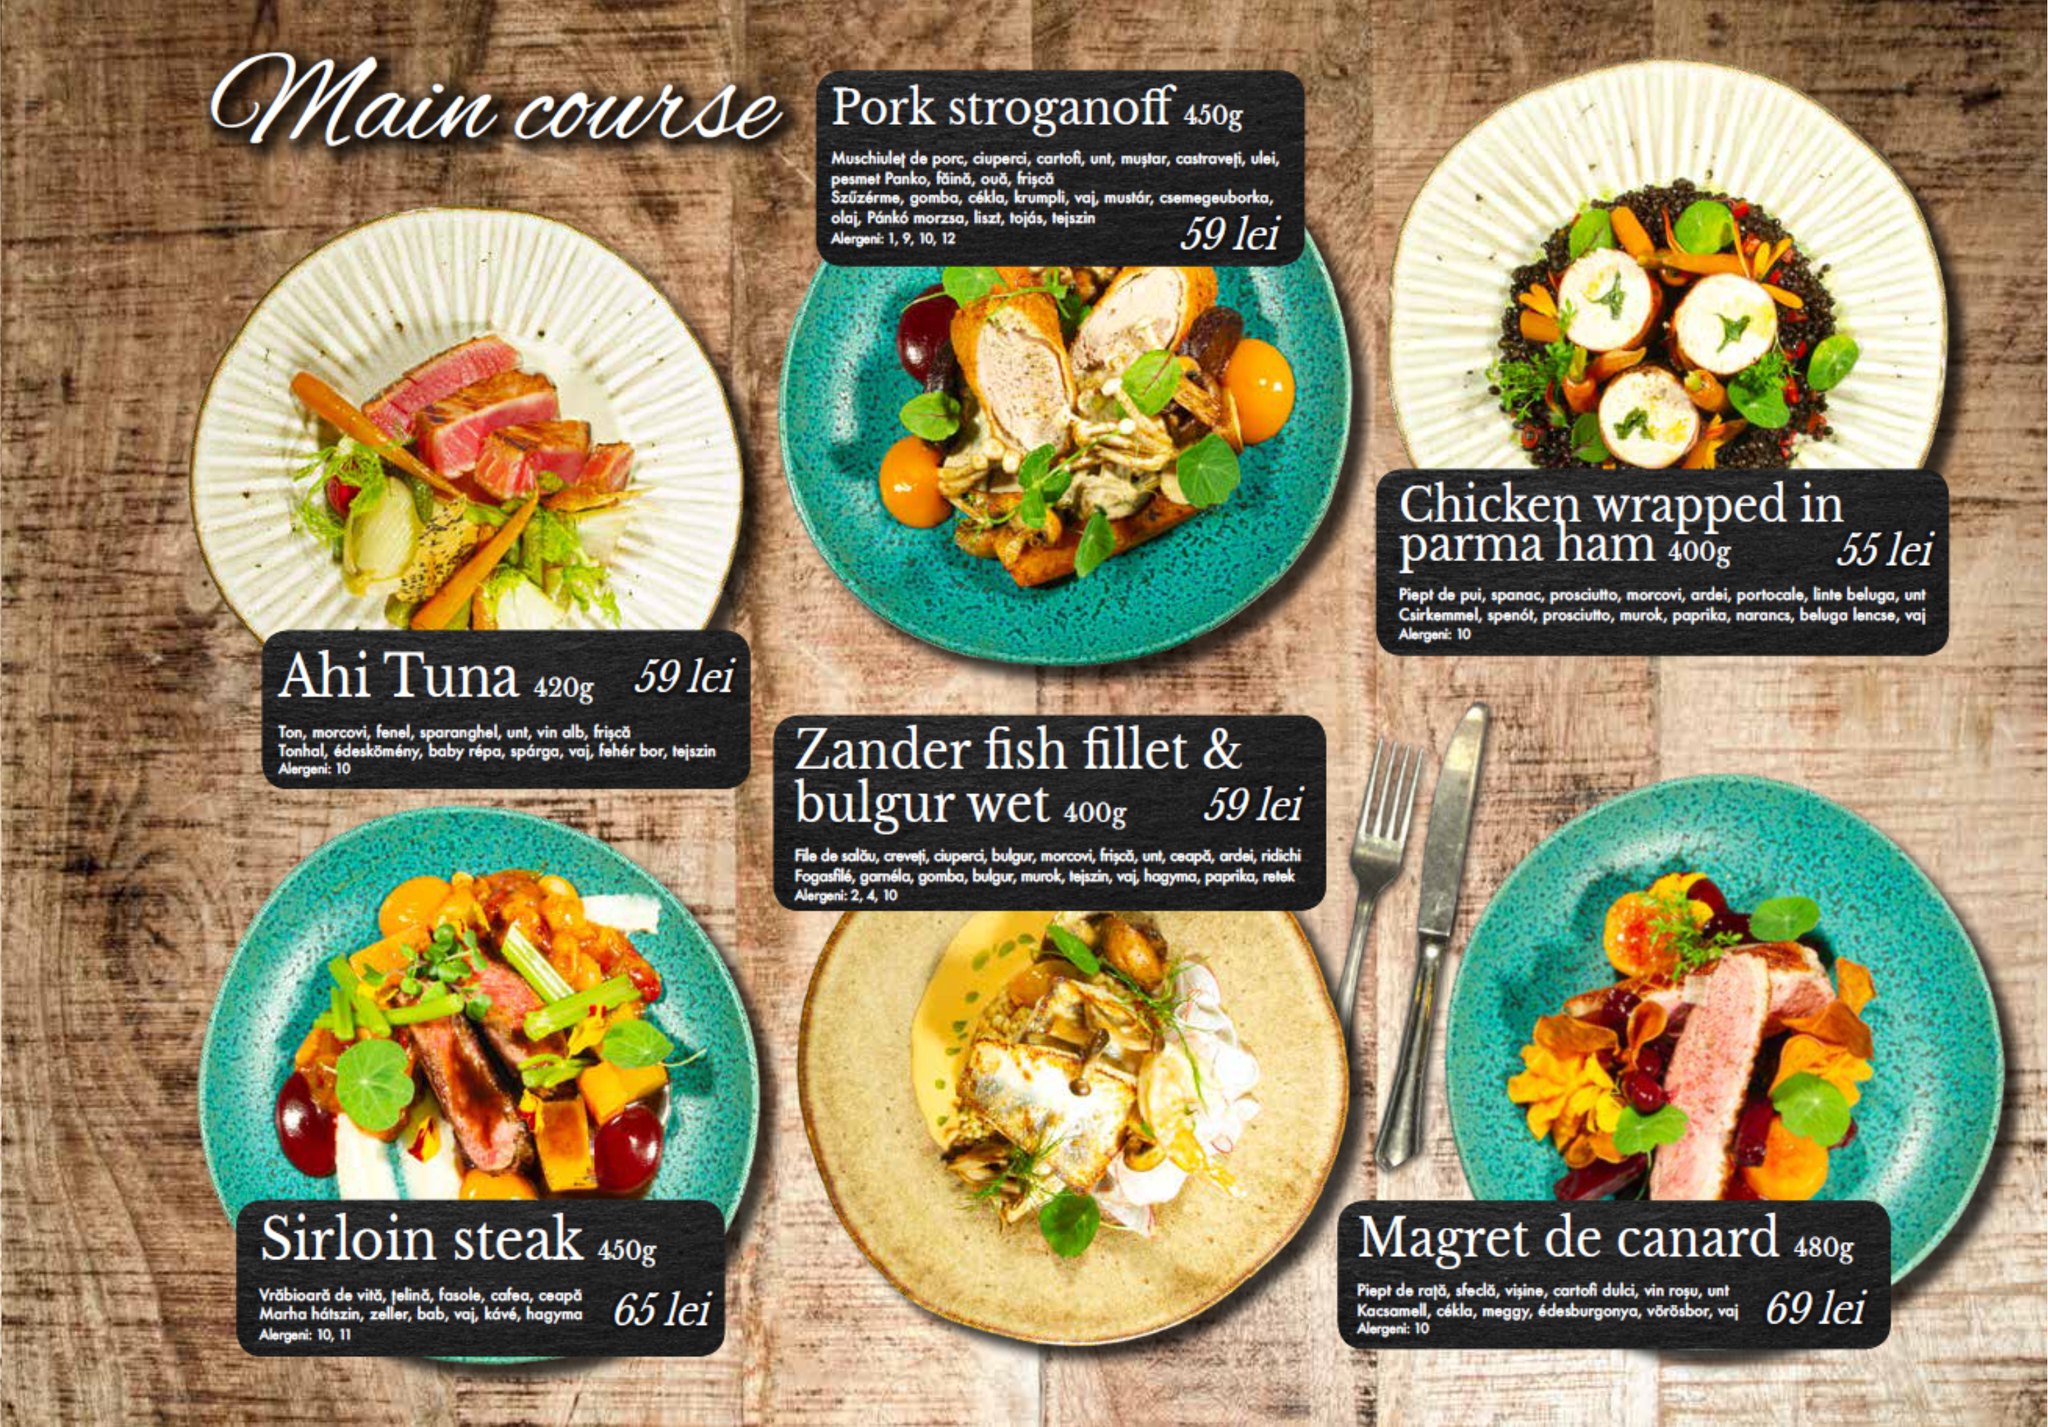 Main course
Pork stroganoff 450g
Muschiuleț de porc, ciuperci, cartofi, unt, muștar, castraveți, ulei,
pesmet Panko, făină, ouă, frișcă
Szűzérme, gomba, cékla, krumpli, vaj, mustár, csemegeuborka,
olaj, Pánkó morzsa, liszt, tojás, tejszin
Alergeni: 1, 9, 10, 12
59 lei
Chicken wrapped in
parma ham 400g
55 lei
Piept de pui, spanac, prosciutto, morcovi, ardei, portocale, linte beluga, unt
Csirkemmel, spenót, prosciutto, murok, paprika, narancs, beluga lencse, vaj
Alergeni: 10
Ahi Tuna 420g
59 lei
Ton, morcovi, fenel, sparanghel, unt, vin alb, frișcă
Tonhal, édeskömény, baby répa, spárga, vaj, fehér bor, tejszin
Alergeni: 10
Zander fish fillet &
bulgur wet 400g
59 lei
File de salău, creveți, ciuperci, bulgur, morcovi, frișcă, unt, ceapă, ardei, ridichi
Fogasfilé, garnéla, gomba, bulgur, murok, tejszin, vaj, hagyma, paprika, retek
Alergeni: 2, 4, 10
Sirloin steak 450g
Vrăbioară de vită, țelină, fasole, cafea, ceapă
Marha hátszin, zeller, bab, vaj, kávé, hagyma
Alergeni: 10, 11
65 lei
Magret de canard 480g
Piept de rață, sfeclă, vișine, cartofi dulci, vin roșu, unt
Kacsamell, cékla, meggy, édesburgonya, vörösbor, vaj
Alergeni: 10
69 lei